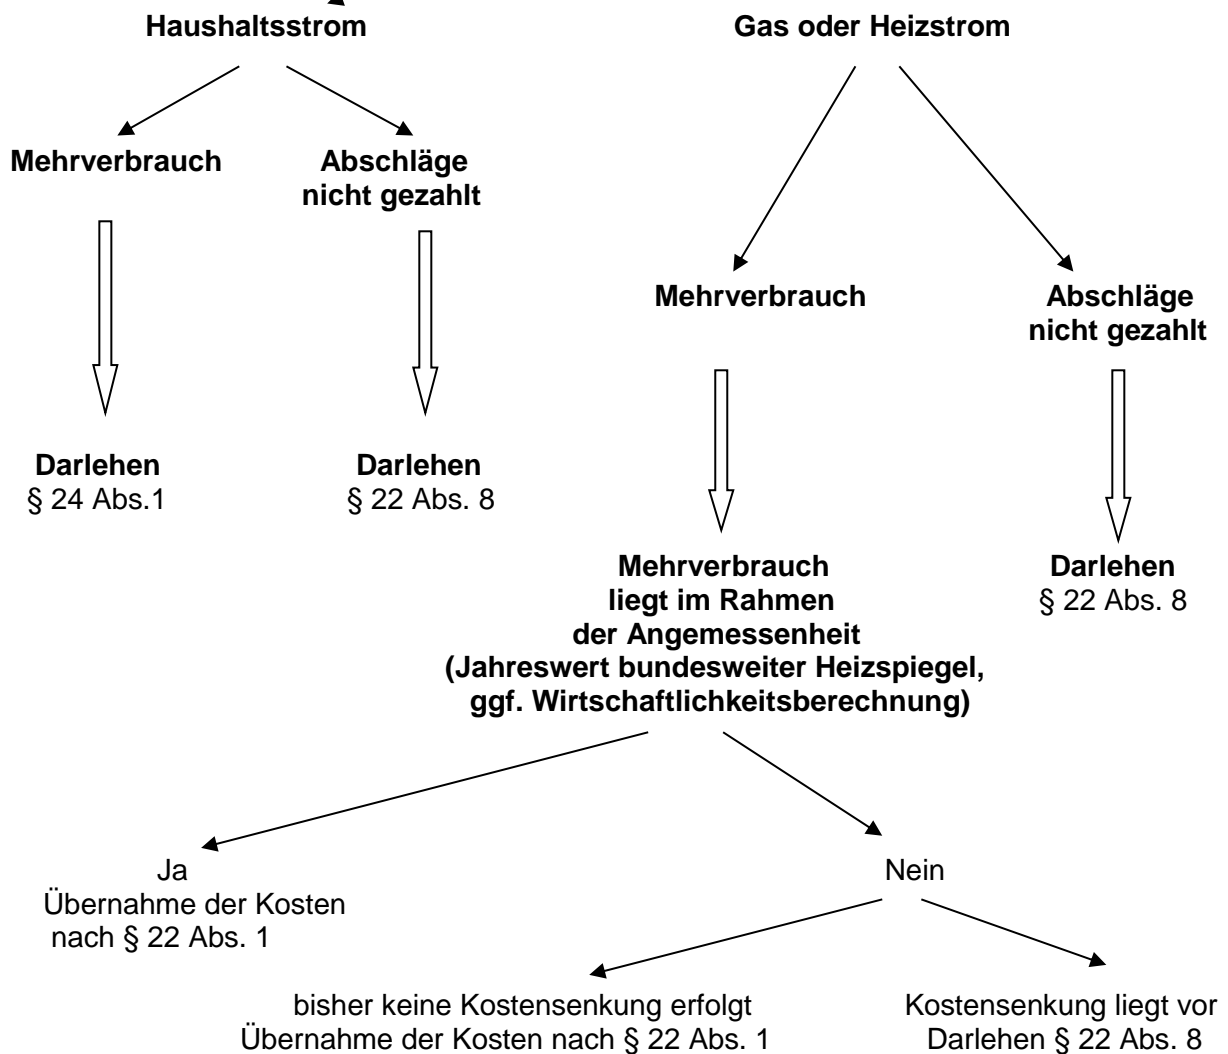 Haushaltsstrom
Gas oder Heizstrom
Mehrverbrauch
Abschläge
nicht gezahlt
Mehrverbrauch
Abschläge
nicht gezahlt
Darlehen
§ 24 Abs.1
Darlehen
§ 22 Abs. 8
Mehrverbrauch
liegt im Rahmen
der Angemessenheit
(Jahreswert bundesweiter Heizspiegel,
ggf. Wirtschaftlichkeitsberechnung)
Darlehen
§ 22 Abs. 8
Ja
Übernahme der Kosten
nach § 22 Abs. 1
Nein
bisher keine Kostensenkung erfolgt
Übernahme der Kosten nach § 22 Abs. 1
Kostensenkung liegt vor
Darlehen § 22 Abs. 8